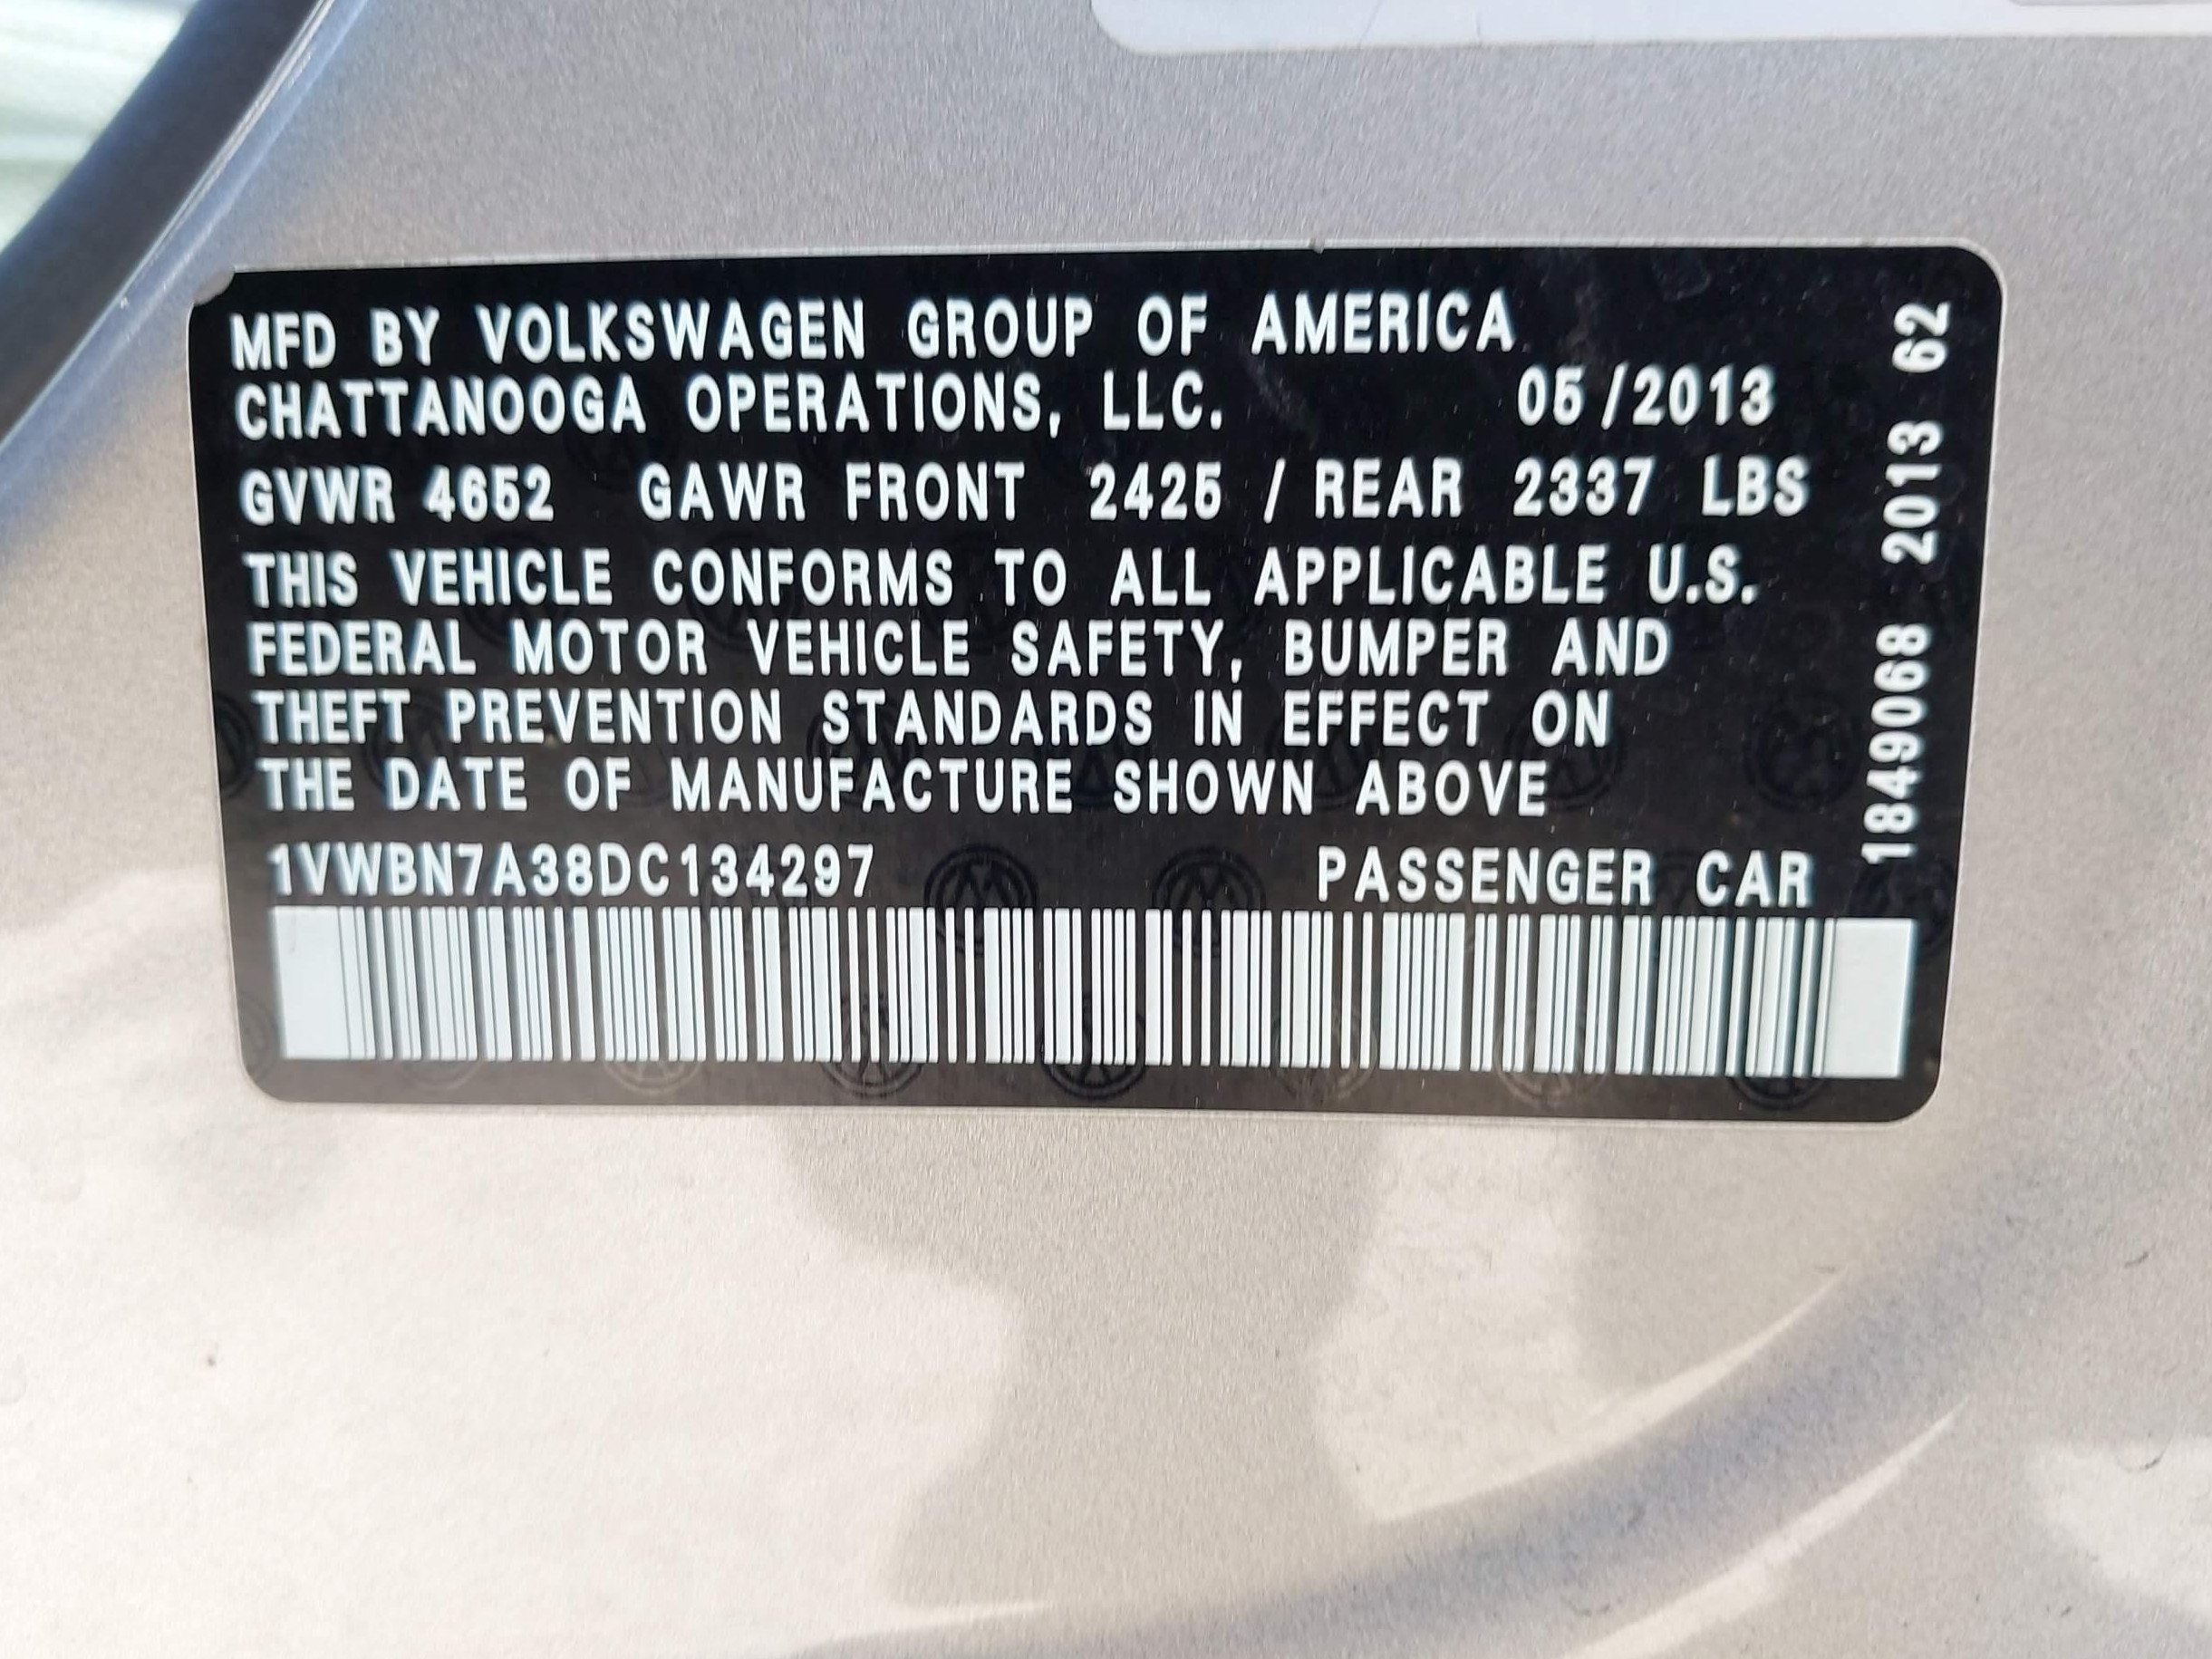 MFD BY VOLKSWAGEN GROUP OF AMERICA
CHATTANOOGA OPERATIONS, LLC. 05/2013
GVWR 4652 GAWR FRONT 2425 / REAR 2337 LBS
THIS VEHICLE CONFORMS TO ALL APPLICABLE U.S.
FEDERAL MOTOR VEHICLE SAFETY, BUMPER AND
THEFT PREVENTION STANDARDS IN EFFECT ON
THE DATE OF MANUFACTURE SHOWN ABOVE
1VWBN7A38DC134297 PASSENGER CAR
1849068 2013 62